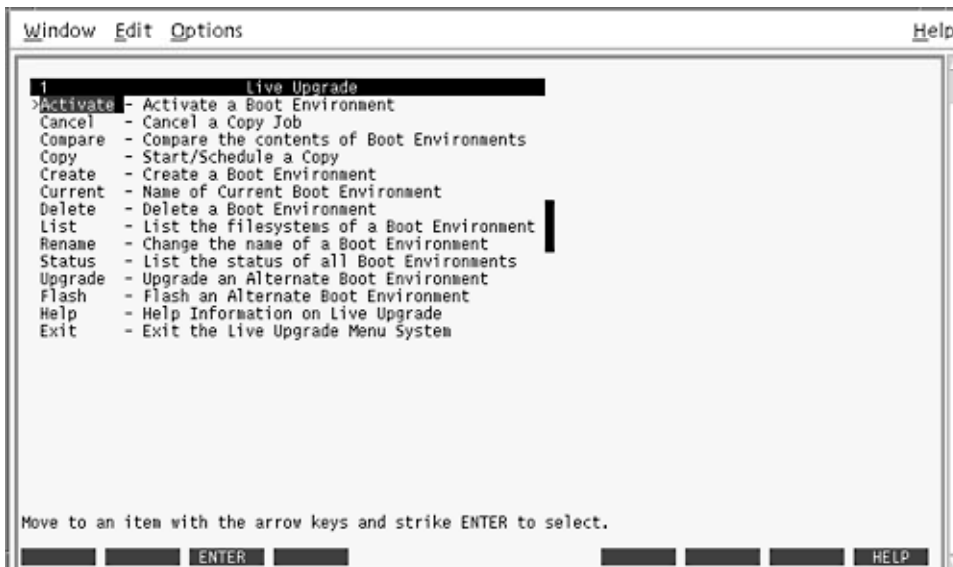 Window Edit Options Help
1 Live Upgrade
>Activate - Activate a Boot Environment
Cancel - Cancel a Copy Job
Compare - Compare the contents of Boot Environments
Copy - Start/Schedule a Copy
Create - Create a Boot Environment
Current - Name of Current Boot Environment
Delete - Delete a Boot Environment
List - List the filesystems of a Boot Environment
Rename - Change the name of a Boot Environment
Status - List the status of all Boot Environments
Upgrade - Upgrade an Alternate Boot Environment
Flash - Flash an Alternate Boot Environment
Help - Help Information on Live Upgrade
Exit - Exit the Live Upgrade Menu System
Move to an item with the arrow keys and strike ENTER to select.
ENTER HELP